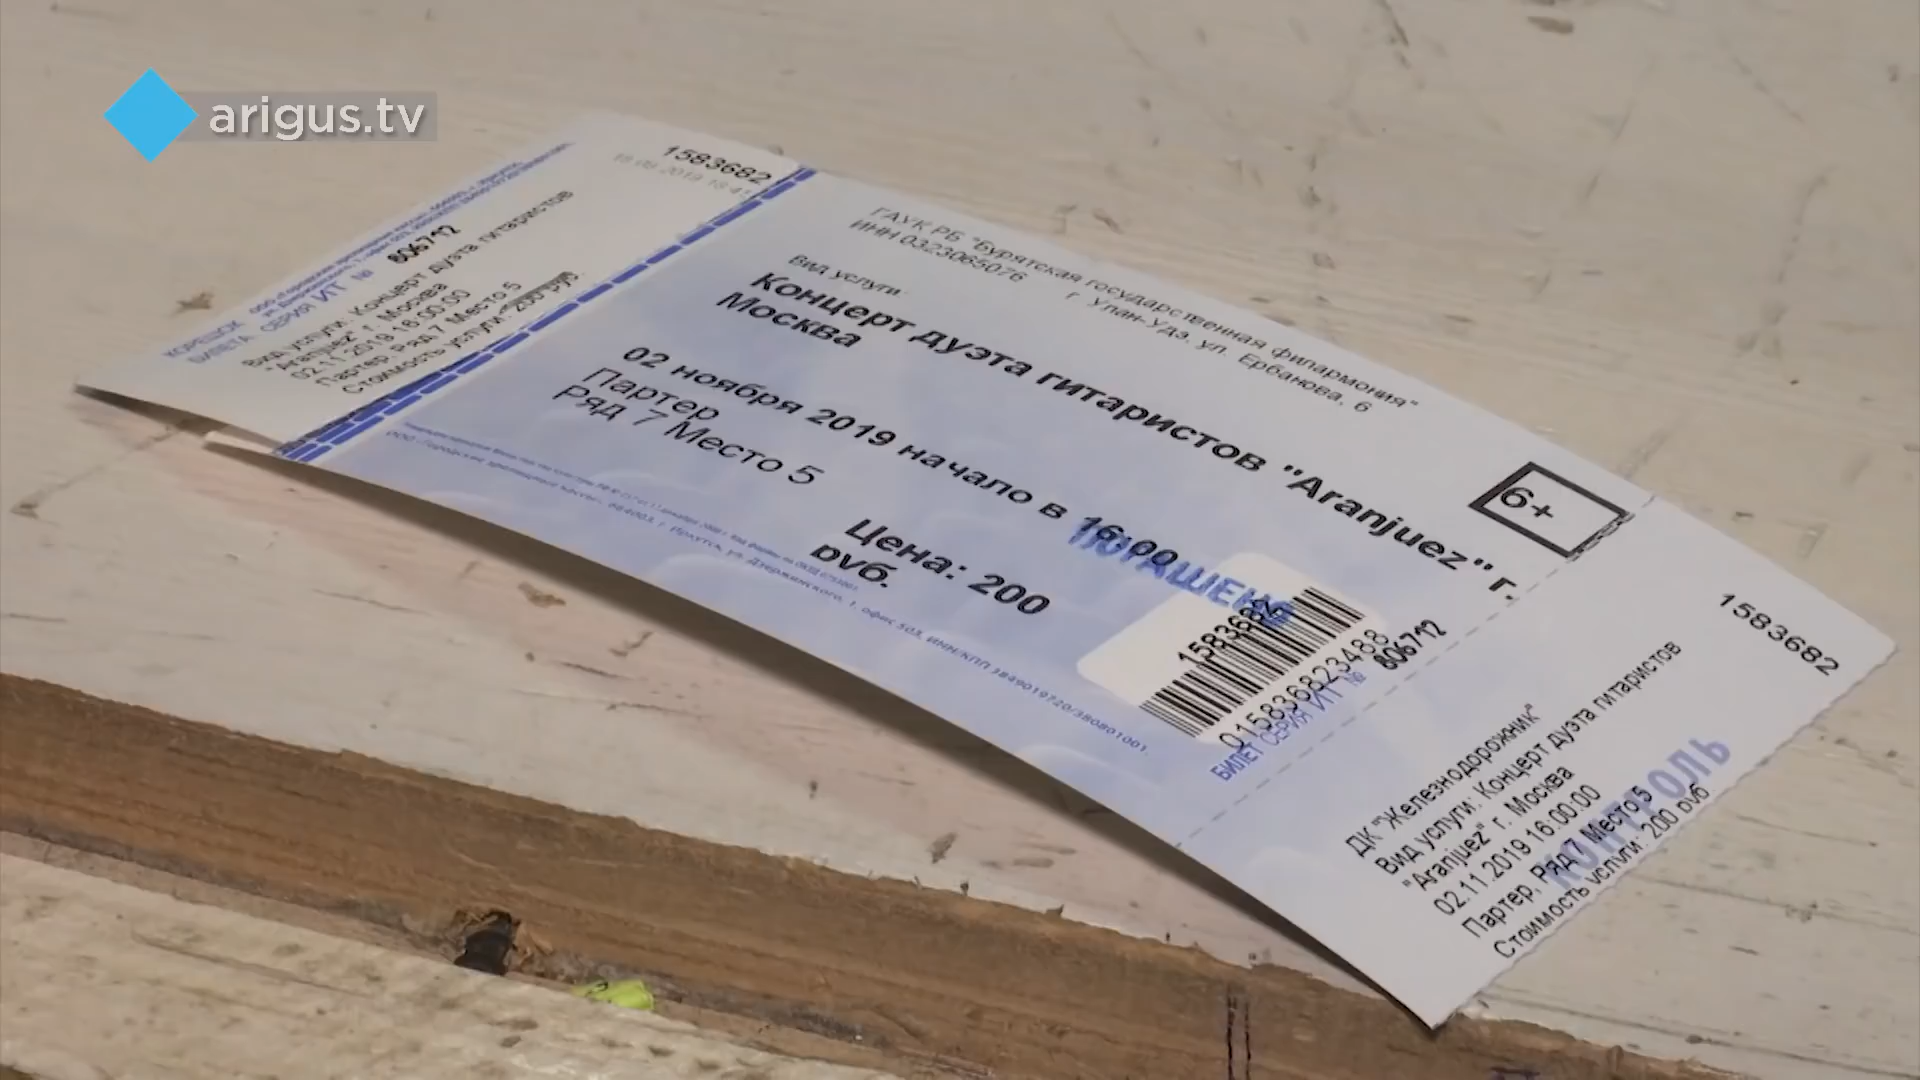 arigus.tv
1583682
КОРЕШОК
БИЛЕТА СЕРИЯ ИТ № 606712
Вид услуги: Концерт дуэта гитаристов
"Aranjuez" г. Москва
02.11.2019 16:00:00
Партер, Ряд 7 Место 5
Стоимость услуги: 200 руб
ГАУК РБ "Бурятская государственная филармония"
ИНН 0323065076 г Улан-Удэ, ул. Ербанова, 6
Вид услуги:
Концерт дуэта гитаристов "Aranjuez" г.
Москва
02 ноября 2019 начало в 16:00
Партер
Ряд 7 Место 5
Цена: 200
руб.
6+
ПОГАШЕНО
1583682
01583682 3488
БИЛЕТ СЕРИЯ ИТ № 606712
1583682
ДК "Железнодорожник"
Вид услуги: Концерт дуэта гитаристов
"Aranjuez" г. Москва
02.11.2019 16:00:00
Партер, Ряд 7 Место 5
Стоимость услуги: 200 руб
КОНТРОЛЬ